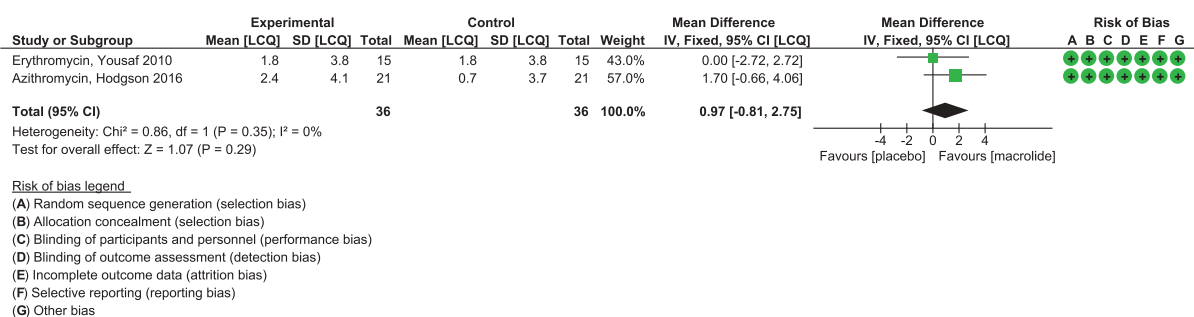 Experimental Control Mean Difference Mean Difference Risk of Bias
Study or Subgroup Mean [LCQ] SD [LCQ] Total Mean [LCQ] SD [LCQ] Total Weight IV, Fixed, 95% CI [LCQ] IV, Fixed, 95% CI [LCQ] A B C D E F G
Erythromycin, Yousaf 2010 1.8 3.8 15 1.8 3.8 15 43.0% 0.00 [-2.72, 2.72] + + + + + + +
Azithromycin, Hodgson 2016 2.4 4.1 21 0.7 3.7 21 57.0% 1.70 [-0.66, 4.06] + + + + + + +
Total (95% CI) 36 36 100.0% 0.97 [-0.81, 2.75]
Heterogeneity: Chi² = 0.86, df = 1 (P = 0.35); I² = 0%
Test for overall effect: Z = 1.07 (P = 0.29)
-4 -2 0 2 4
Favours [placebo] Favours [macrolide]
Risk of bias legend
(A) Random sequence generation (selection bias)
(B) Allocation concealment (selection bias)
(C) Blinding of participants and personnel (performance bias)
(D) Blinding of outcome assessment (detection bias)
(E) Incomplete outcome data (attrition bias)
(F) Selective reporting (reporting bias)
(G) Other bias